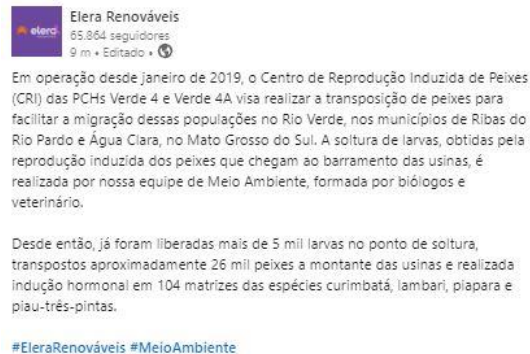 elera
Elera Renováveis
65.864 seguidores
9 m • Editado •
Em operação desde janeiro de 2019, o Centro de Reprodução Induzida de Peixes
(CRI) das PCHs Verde 4 e Verde 4A visa realizar a transposição de peixes para
facilitar a migração dessas populações no Rio Verde, nos municípios de Ribas do
Rio Pardo e Água Clara, no Mato Grosso do Sul. A soltura de larvas, obtidas pela
reprodução induzida dos peixes que chegam ao barramento das usinas, é
realizada por nossa equipe de Meio Ambiente, formada por biólogos e
veterinário.
Desde então, já foram liberadas mais de 5 mil larvas no ponto de soltura,
transpostos aproximadamente 26 mil peixes a montante das usinas e realizada
indução hormonal em 104 matrizes das espécies curimbatá, lambari, piapara e
piau-três-pintas.
#EleraRenováveis #MeioAmbiente